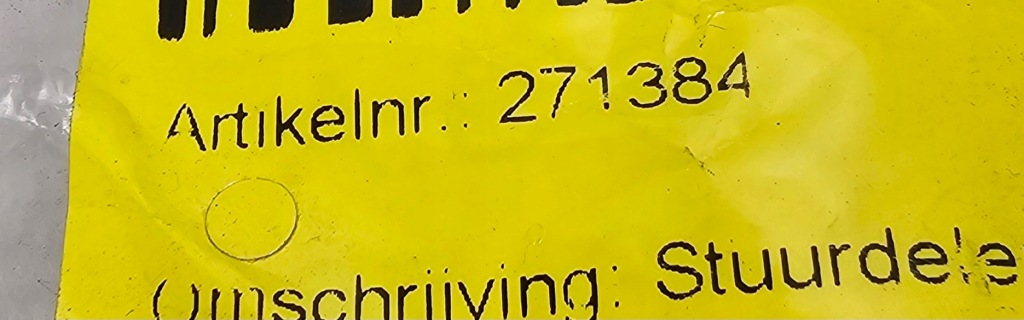 Artikelnr.: 271384
Omschrijving: Stuurdele